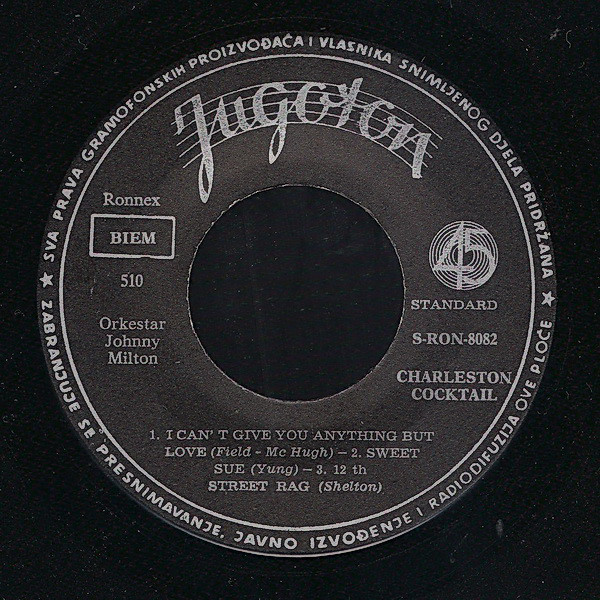 SVA PRAVA GRAMOFONSKIH PROIZVOĐAČA I VLASNIKA SNIMLJENOG DJELA PRIDRŽANA
Jugoton
Ronnex
BIEM
510
Orkestar
Johnny
Milton
45
STANDARD
S-RON-8082
CHARLESTON
COCKTAIL
1. I CAN' T GIVE YOU ANYTHING BUT
LOVE (Field - Mc Hugh) – 2. SWEET
SUE (Yung) – 3. 12 th
STREET RAG (Shelton)
★ ZABRANJUJE SE PRESNIMAVANJE, JAVNO IZVOĐENJE I RADIODIFUZIJA OVE PLOČE ★